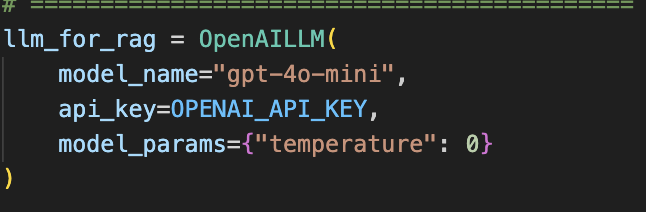 # ============================================
llm_for_rag = OpenAILLM(
    model_name="gpt-4o-mini",
    api_key=OPENAI_API_KEY,
    model_params={"temperature": 0}
)